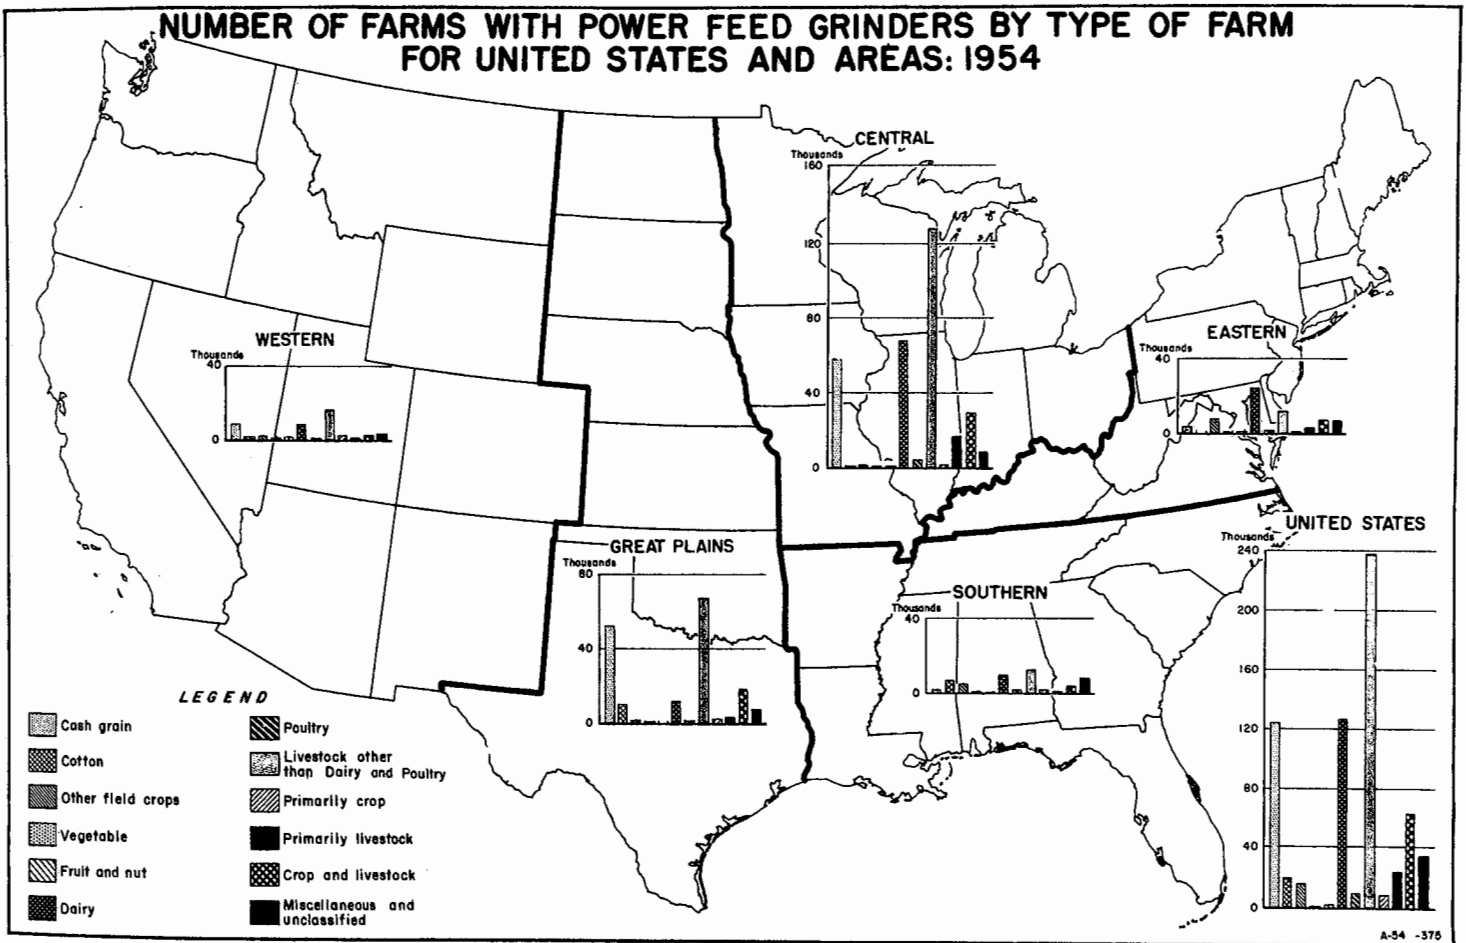 NUMBER OF FARMS WITH POWER FEED GRINDERS BY TYPE OF FARM
FOR UNITED STATES AND AREAS: 1954
CENTRAL
Thousands
160
120
80
40
0
WESTERN
Thousands
40
0
EASTERN
Thousands
40
0
GREAT PLAINS
Thousands
80
40
0
SOUTHERN
Thousands
40
0
UNITED STATES
Thousands
240
200
160
120
80
40
0
LEGEND
Cash grain
Cotton
Other field crops
Vegetable
Fruit and nut
Dairy
Poultry
Livestock other
than Dairy and Poultry
Primarily crop
Primarily livestock
Crop and livestock
Miscellaneous and
unclassified
A-54 -375